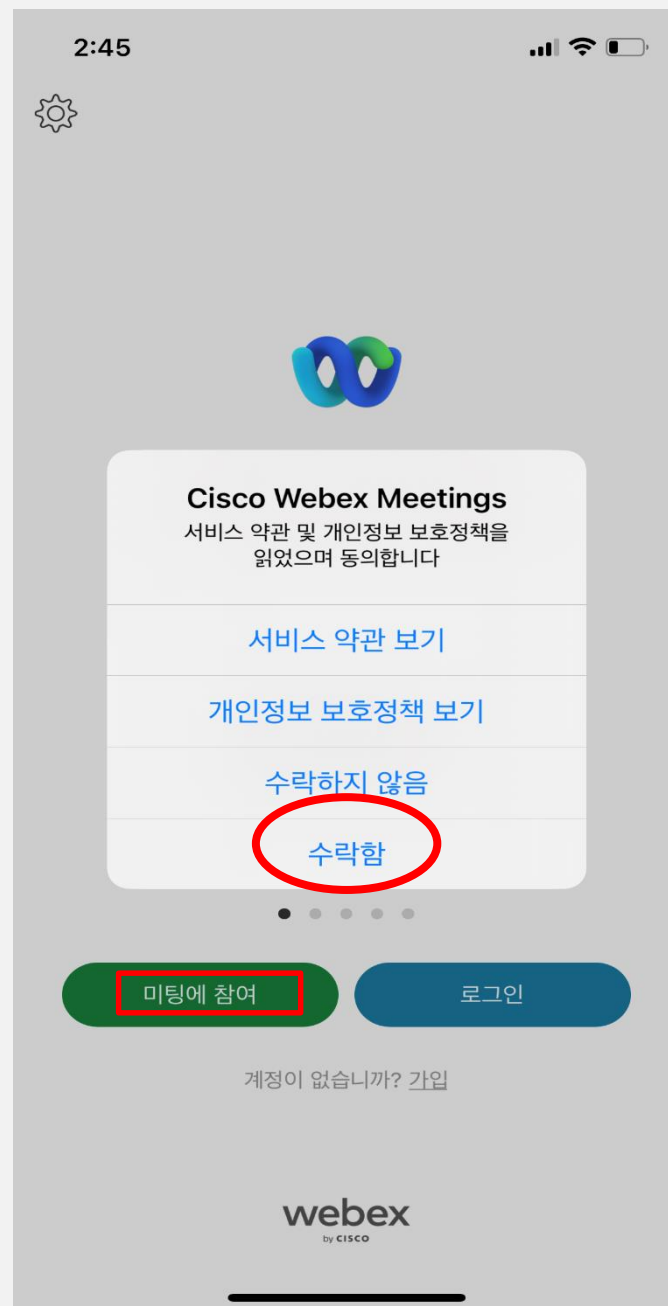 2:45
Cisco Webex Meetings
서비스 약관 및 개인정보 보호정책을
읽었으며 동의합니다
서비스 약관 보기
개인정보 보호정책 보기
수락하지 않음
수락함
미팅에 참여
로그인
계정이 없습니까? 가입
webex
by CISCO